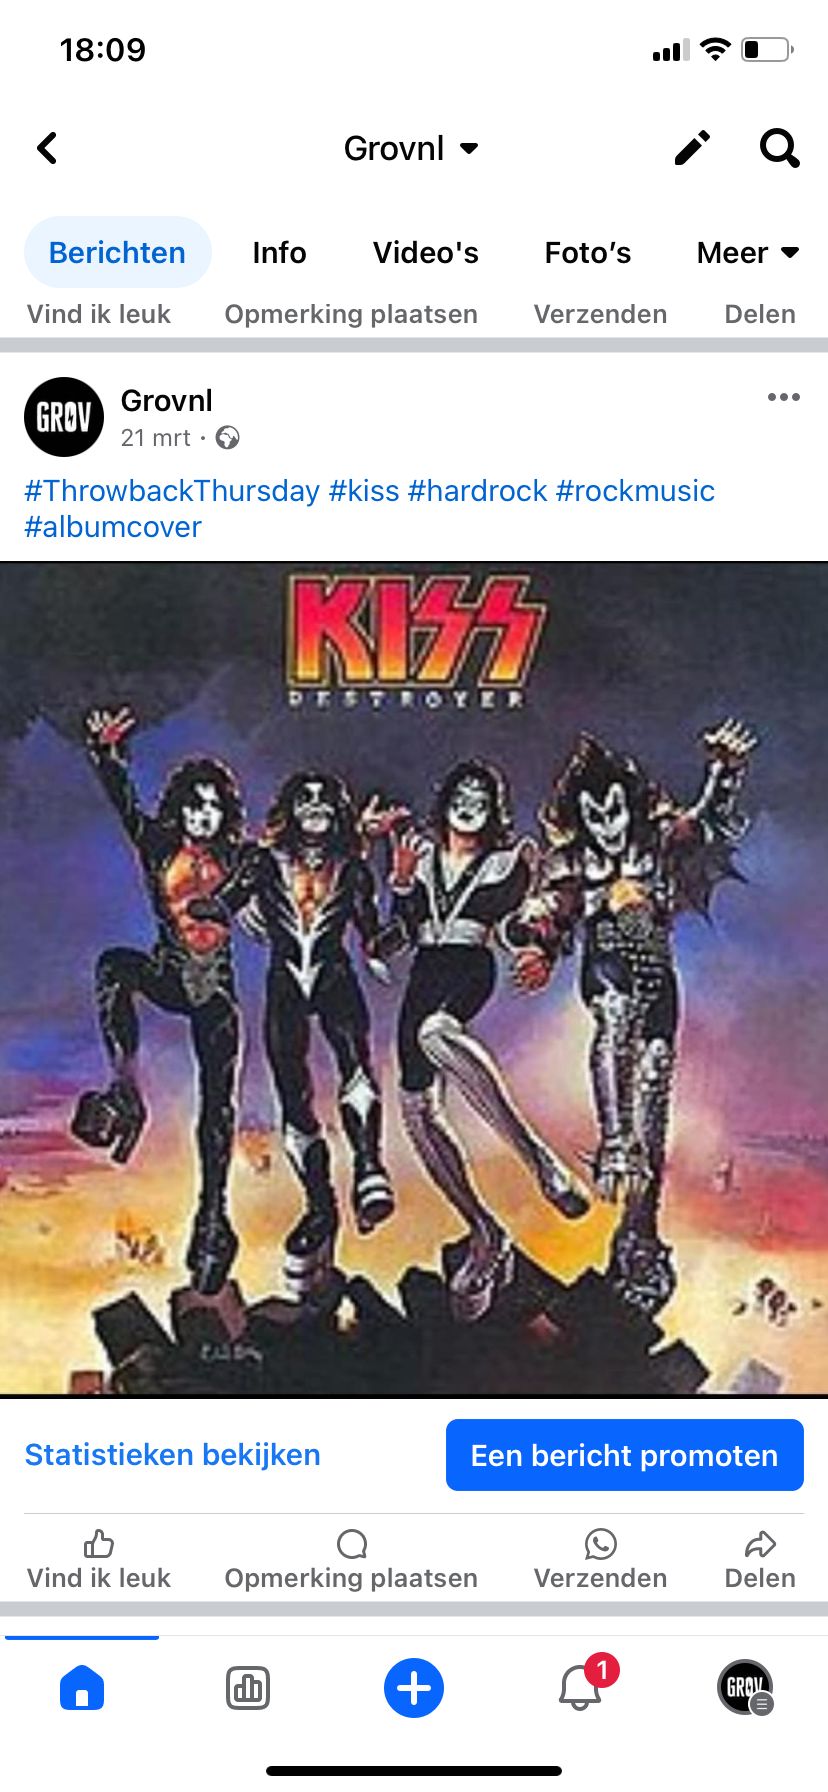 18:09
Grovnl
Berichten Info Video's Foto's Meer
Vind ik leuk Opmerking plaatsen Verzenden Delen
GRØV
Grovnl
21 mrt ·
#ThrowbackThursday #kiss #hardrock #rockmusic
#albumcover
KISS
DESTROYER
Statistieken bekijken Een bericht promoten
Vind ik leuk Opmerking plaatsen Verzenden Delen
1
GRØV